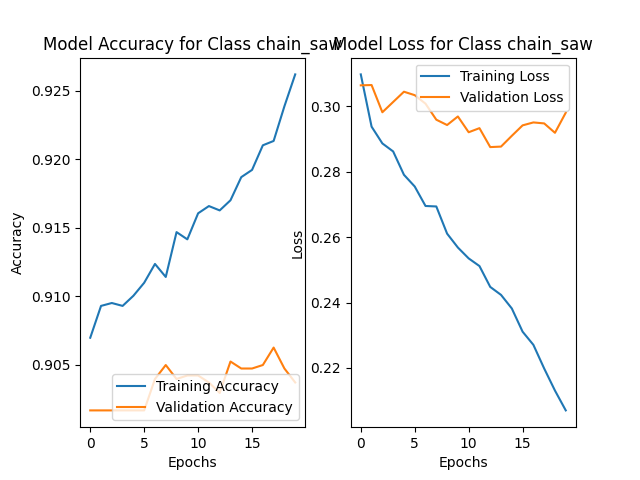 Model Accuracy for Class chain_saw
0.925
0.920
0.915
0.910
0.905
Accuracy
Training Accuracy
Validation Accuracy
0
5
10
15
Epochs
Model Loss for Class chain_saw
Training Loss
Validation Loss
0.30
0.28
0.26
0.24
0.22
Loss
0
5
10
15
Epochs